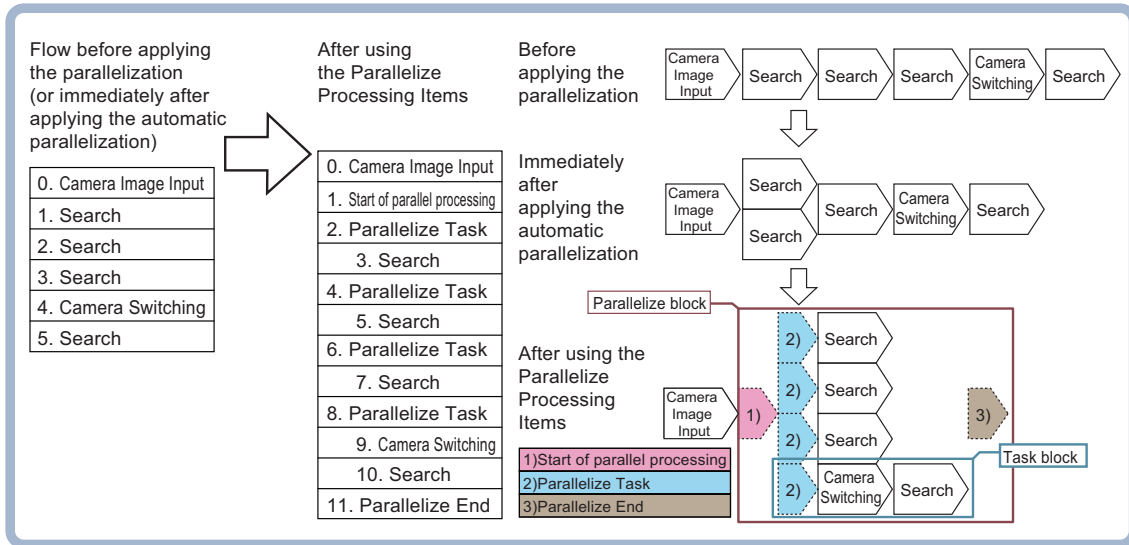 Flow before applying
the parallelization
(or immediately after
applying the automatic
parallelization)
0. Camera Image Input
1. Search
2. Search
3. Search
4. Camera Switching
5. Search
After using
the Parallelize
Processing Items
0. Camera Image Input
1. Start of parallel processing
2. Parallelize Task
3. Search
4. Parallelize Task
5. Search
6. Parallelize Task
7. Search
8. Parallelize Task
9. Camera Switching
10. Search
11. Parallelize End
Before
applying the
parallelization
Camera
Image
Input
Search
Search
Search
Camera
Switching
Search
Immediately
after
applying the
automatic
parallelization
Camera
Image
Input
Search
Search
Search
Camera
Switching
Search
Parallelize block
After using the
Parallelize
Processing
Items
Camera
Image
Input
1)
2)
Search
2)
Search
2)
Search
2)
Camera
Switching
Search
3)
Task block
1)Start of parallel processing
2)Parallelize Task
3)Parallelize End